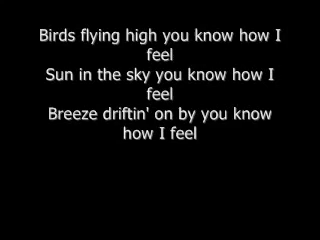 Birds flying high you know how I
feel
Sun in the sky you know how I
feel
Breeze driftin' on by you know
how I feel